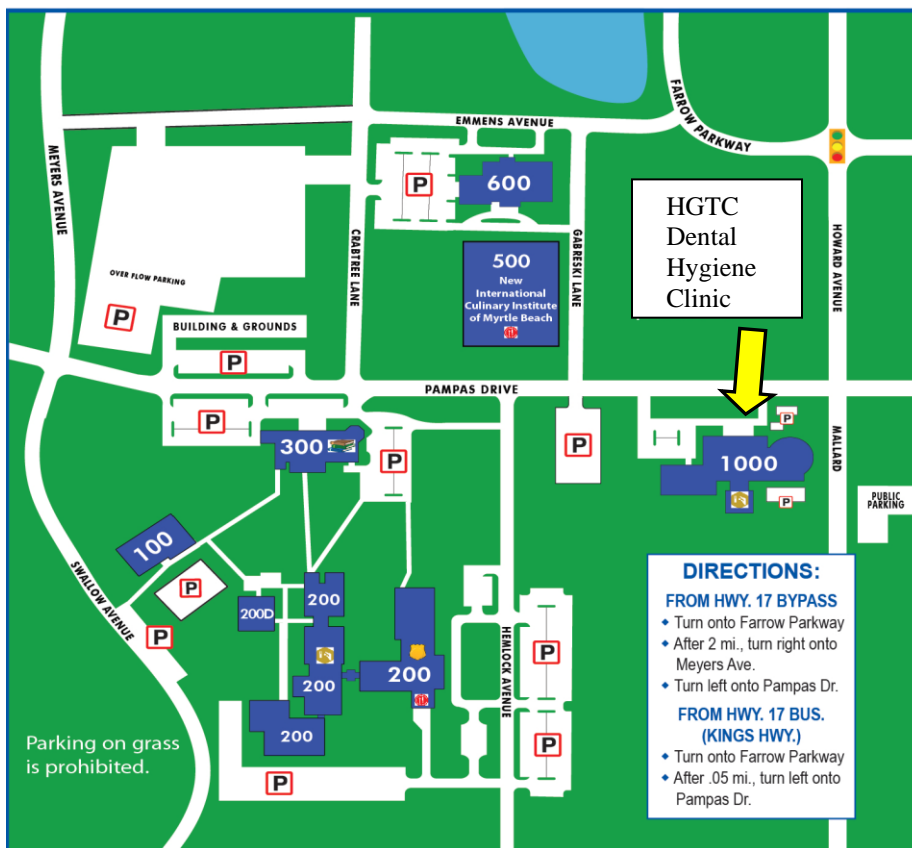 EMMENS AVENUE
FARROW PARKWAY
MEYERS AVENUE
P
600
HGTC
Dental
Hygiene
Clinic
CRABTREE LANE
GABRESKI LANE
HOWARD AVENUE
500
New
International
Culinary Institute
of Myrtle Beach
OVER FLOW PARKING
P
BUILDING & GROUNDS
P
PAMPAS DRIVE
P
300
P
P
P
1000
P
MALLARD
PUBLIC
PARKING
100
P
SWALLOW AVENUE
P
200D
200
200
200
200
HEMLOCK AVENUE
P
P
P
Parking on grass
is prohibited.
DIRECTIONS:
FROM HWY. 17 BYPASS
◆ Turn onto Farrow Parkway
◆ After 2 mi., turn right onto
Meyers Ave.
◆ Turn left onto Pampas Dr.
FROM HWY. 17 BUS.
(KINGS HWY.)
◆ Turn onto Farrow Parkway
◆ After .05 mi., turn left onto
Pampas Dr.